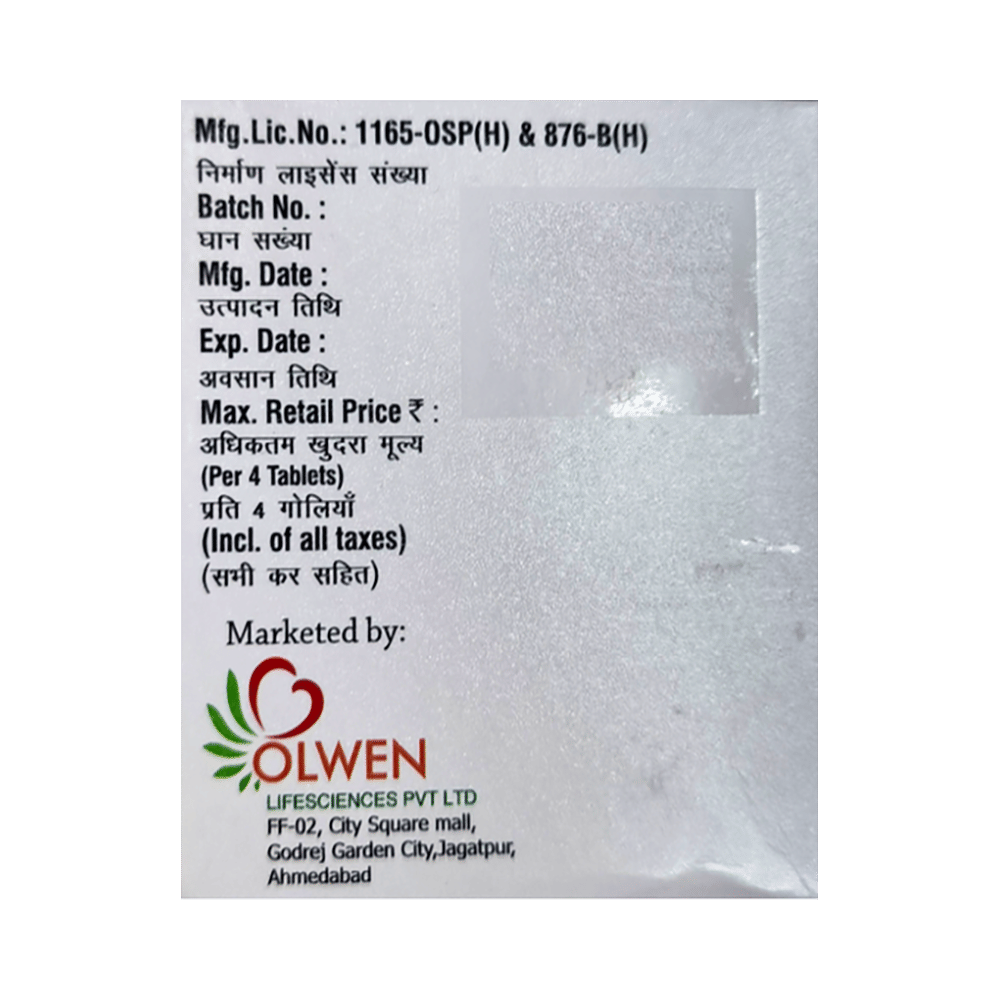 Mfg.Lic.No.: 1165-OSP(H) & 876-B(H)
निर्माण लाइसेंस संख्या
Batch No. :
घान सख्या
Mfg. Date :
उत्पादन तिथि
Exp. Date :
अवसान तिथि
Max. Retail Price ₹ :
अधिकतम खुदरा मूल्य
(Per 4 Tablets)
प्रति 4 गोलियाँ
(Incl. of all taxes)
(सभी कर सहित)
Marketed by:
OLWEN
LIFESCIENCES PVT LTD
FF-02, City Square mall,
Godrej Garden City,Jagatpur,
Ahmedabad